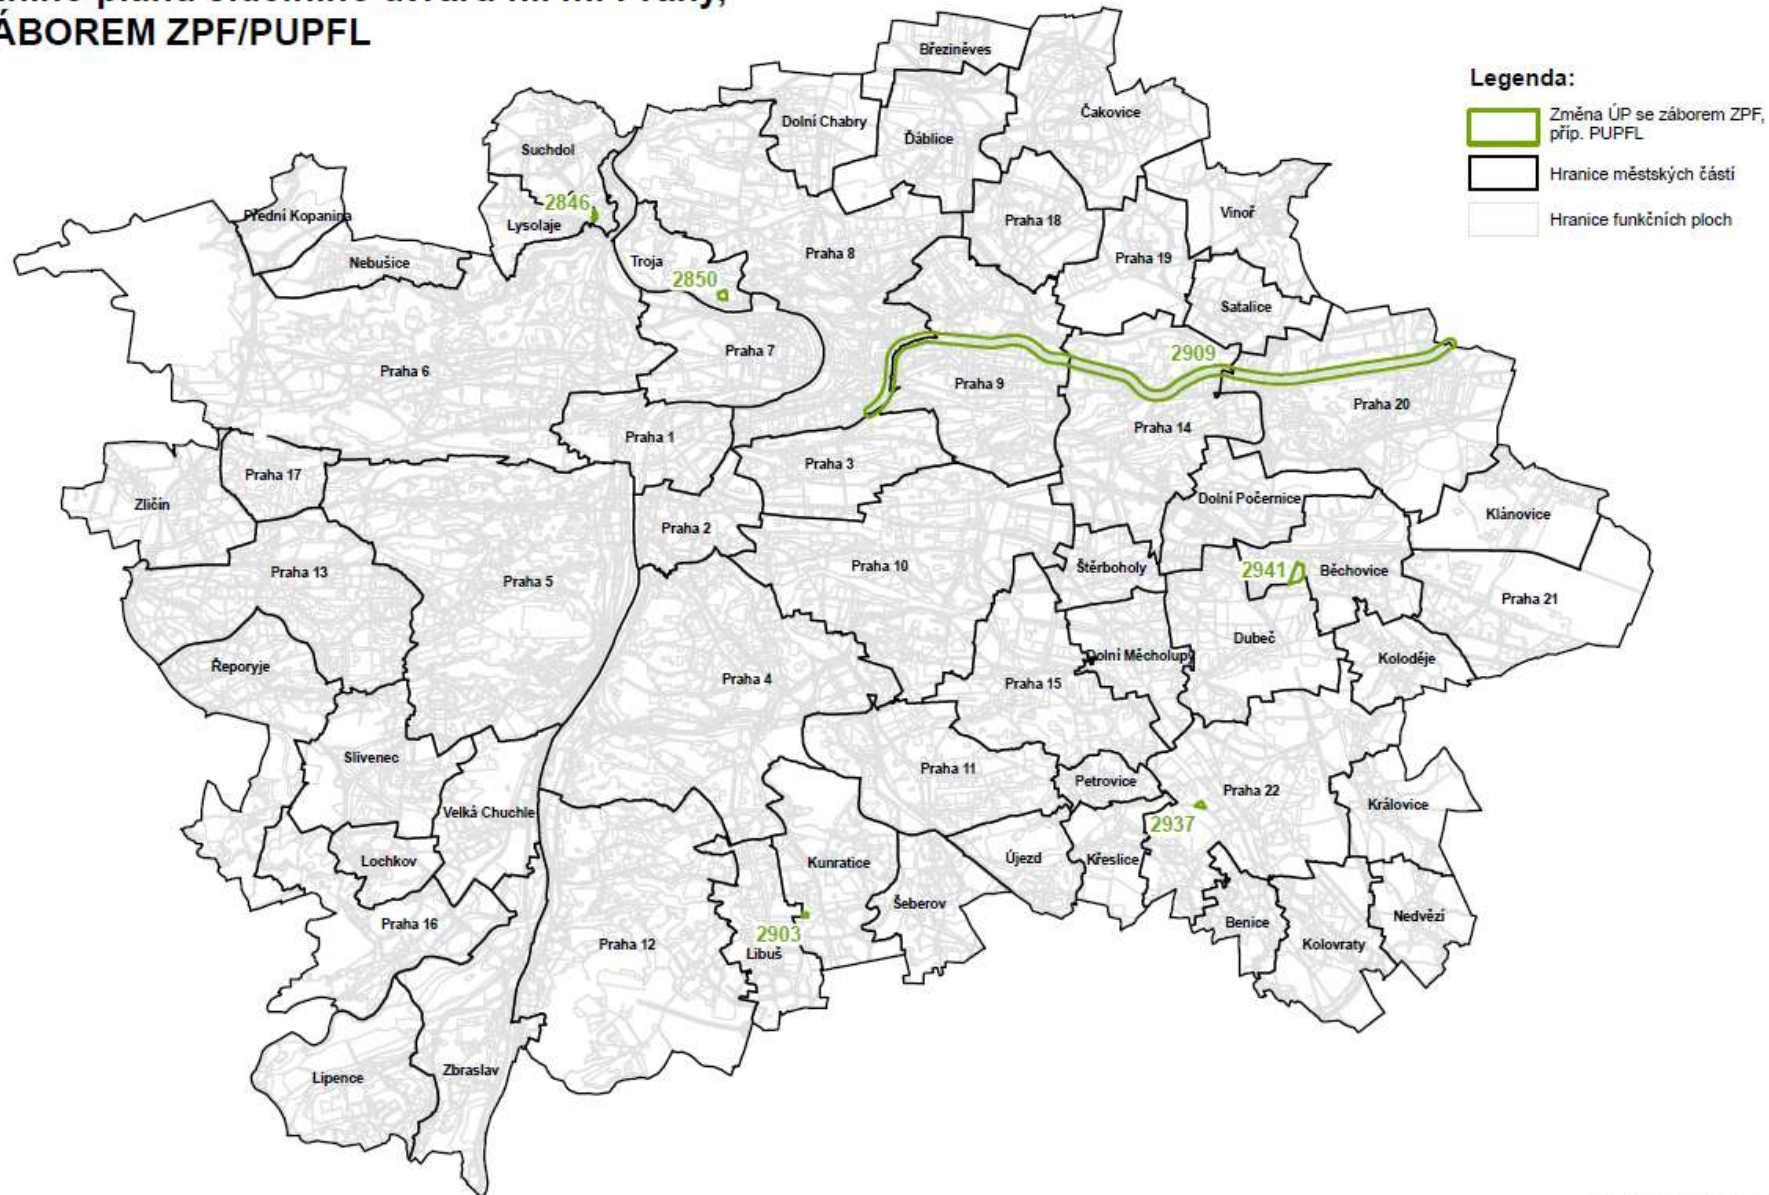 ÁBOREM ZPF/PUPFL
Legenda:
Změna ÚP se záborem ZPF,
příp. PUPFL
Hranice městských částí
Hranice funkčních ploch
Březiněves
Čakovice
Dolní Chabry
Ďáblice
Suchdol
2846
Lysolaje
Přední Kopanina
Nebušice
Troja
2850
Praha 8
Praha 18
Vinoř
Praha 19
Satalice
Praha 7
Praha 6
2909
Praha 9
Praha 20
Praha 14
Praha 1
Praha 3
Praha 17
Zličín
Dolní Počernice
Klánovice
Praha 2
Praha 13
Praha 5
Praha 10
Štěrboholy
2941
Běchovice
Praha 21
Dubeč
Řeporyje
Praha 4
Dolní Měcholupy
Koloděje
Praha 15
Slivenec
Praha 11
Petrovice
Praha 22
Královice
Velká Chuchle
2937
Lochkov
Kunratice
Újezd
Křeslice
Šeberov
Praha 16
Praha 12
2903
Libuš
Benice
Nedvězí
Kolovraty
Lipence
Zbraslav